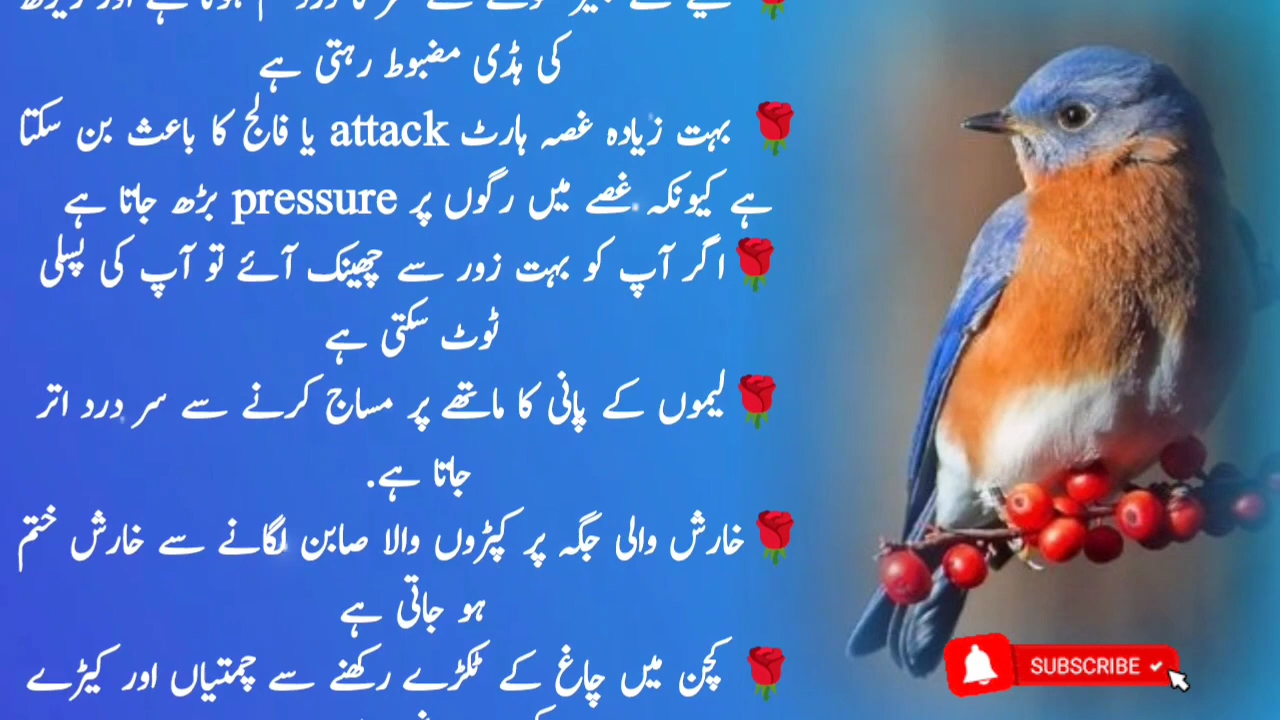 کی ہڈی مضبوط رہتی ہے
بہت زیادہ غصہ ہارٹ attack یا فالج کا باعث بن سکتا
ہے کیونکہ غصے میں رگوں پر pressure بڑھ جاتا ہے
اگر آپ کو بہت زور سے چھینک آئے تو آپ کی پسلی
ٹوٹ سکتی ہے
لیموں کے پانی کا ماتھے پر مساج کرنے سے سر درد اتر
جاتا ہے.
خارش والی جگہ پر کپڑوں والا صابن لگانے سے خارش ختم
ہو جاتی ہے
کچن میں چاغ کے ٹکڑے رکھنے سے چمتیاں اور کیڑے
SUBSCRIBE